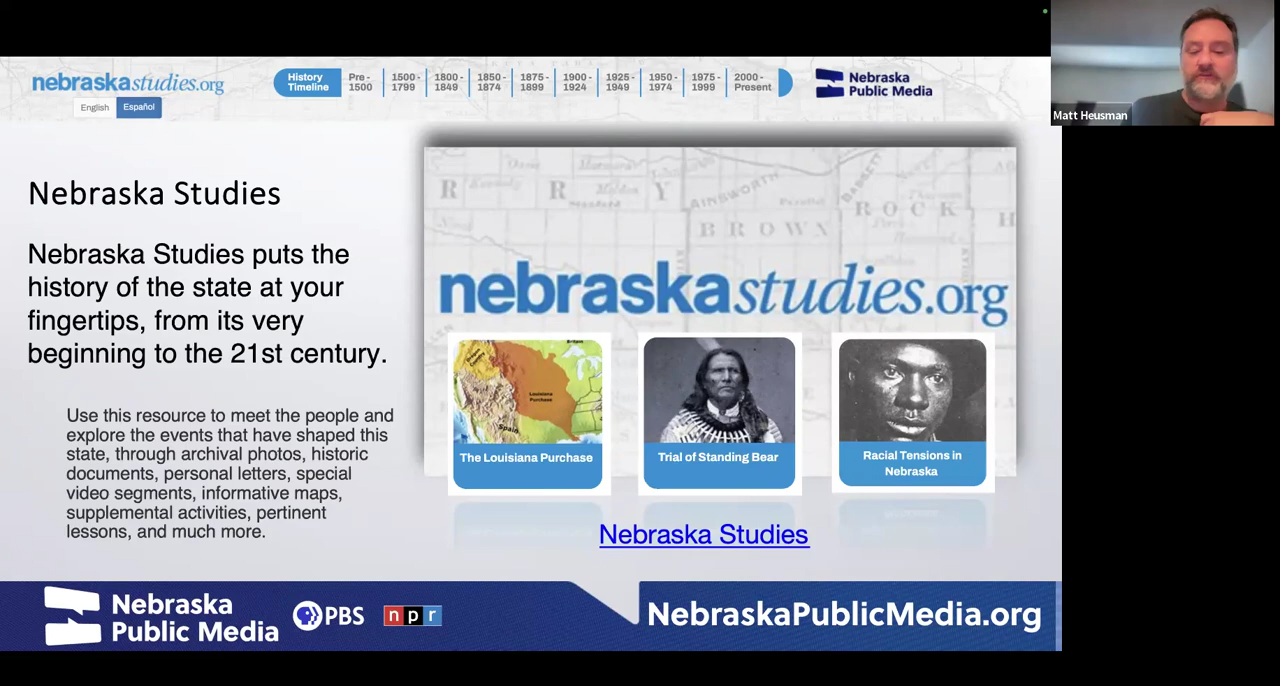 nebraskastudies.org
English
Español
History Timeline
Pre - 1500
1500 - 1799
1800 - 1849
1850 - 1874
1875 - 1899
1900 - 1924
1925 - 1949
1950 - 1974
1975 - 1999
2000 - Present
Nebraska
Public Media
Matt Heusman
Nebraska Studies
Nebraska Studies puts the
history of the state at your
fingertips, from its very
beginning to the 21st century.
Use this resource to meet the people and
explore the events that have shaped this
state, through archival photos, historic
documents, personal letters, special
video segments, informative maps,
supplemental activities, pertinent
lessons, and much more.
R R Y
AINSWORTH
BROWN
ROCK
nebraskastudies.org
Louisiana
Purchase
Spain
The Louisiana Purchase
Trial of Standing Bear
Racial Tensions in
Nebraska
Nebraska Studies
Nebraska
Public Media
PBS
npr
NebraskaPublicMedia.org